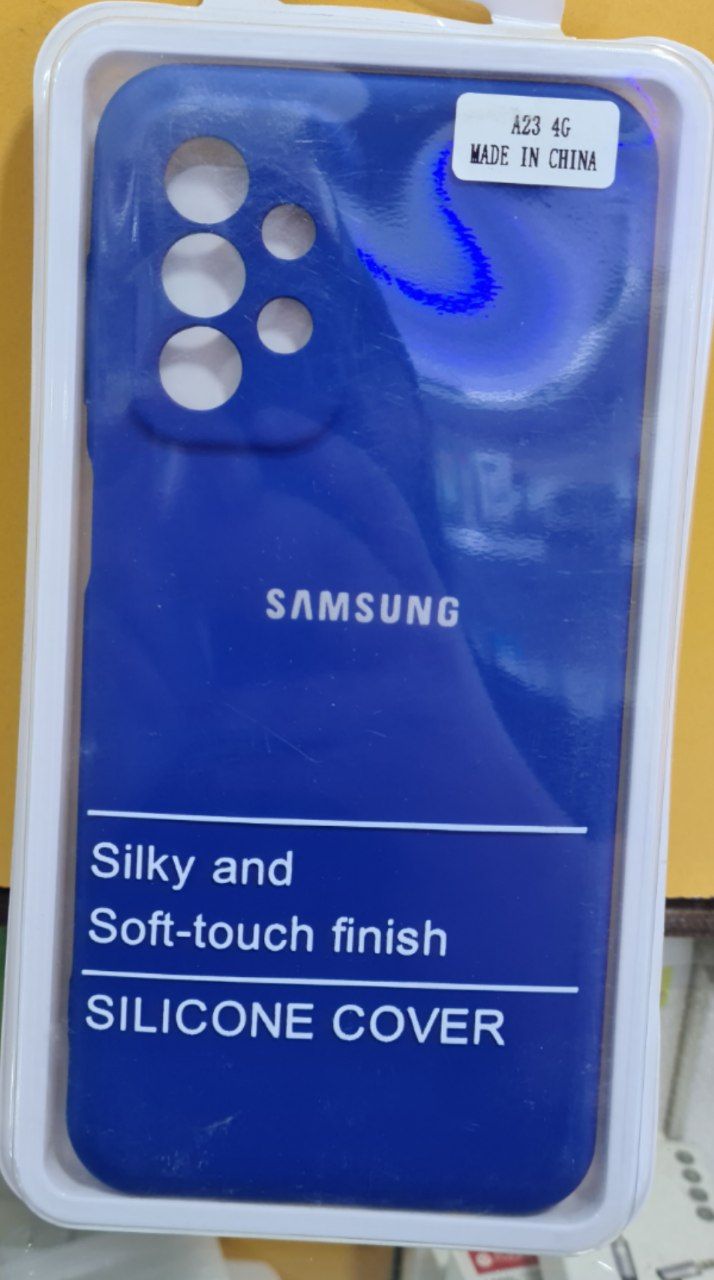 A23 4G
MADE IN CHINA
SAMSUNG
Silky and
Soft-touch finish
SILICONE COVER